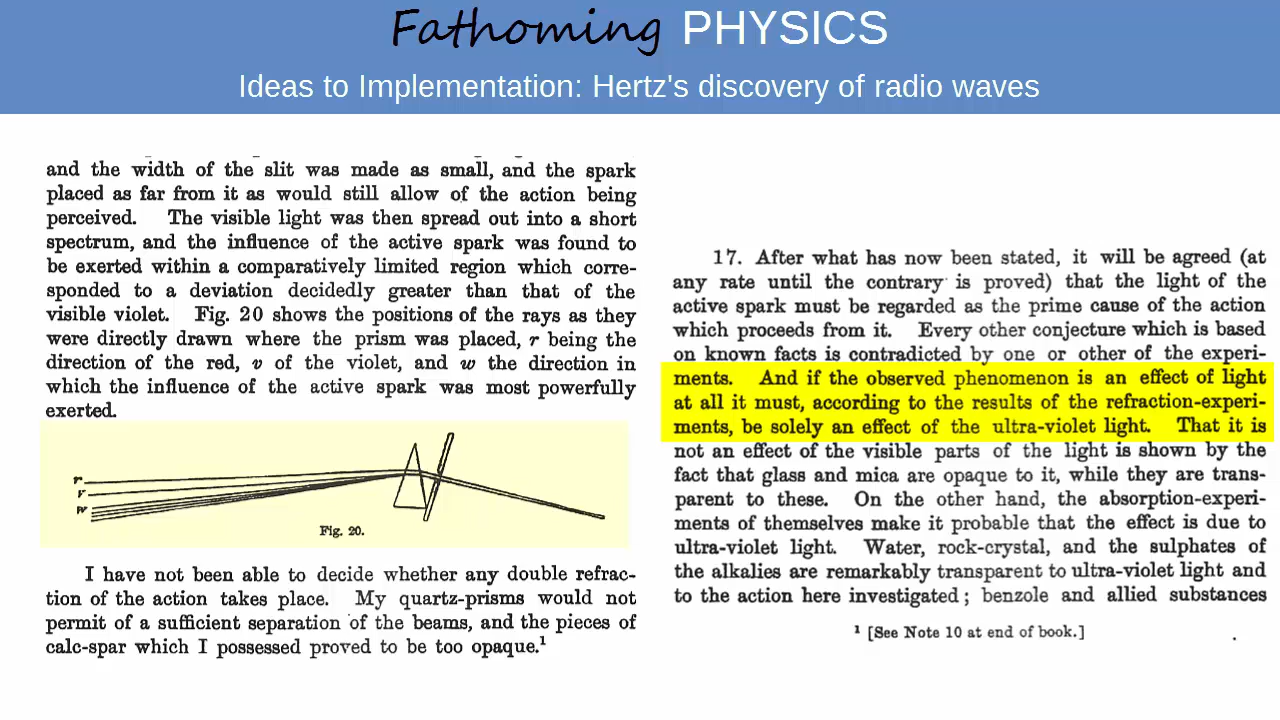 Fathoming PHYSICS
Ideas to Implementation: Hertz's discovery of radio waves
and the width of the slit was made as small, and the spark
placed as far from it as would still allow of the action being
perceived. The visible light was then spread out into a short
spectrum, and the influence of the active spark was found to
be exerted within a comparatively limited region which corre-
sponded to a deviation decidedly greater than that of the
visible violet. Fig. 20 shows the positions of the rays as they
were directly drawn where the prism was placed, r being the
direction of the red, v of the violet, and w the direction in
which the influence of the active spark was most powerfully
exerted.
r
v
w
Fig. 20.
I have not been able to decide whether any double refrac-
tion of the action takes place. My quartz-prisms would not
permit of a sufficient separation of the beams, and the pieces of
calc-spar which I possessed proved to be too opaque.¹
17. After what has now been stated, it will be agreed (at
any rate until the contrary is proved) that the light of the
active spark must be regarded as the prime cause of the action
which proceeds from it. Every other conjecture which is based
on known facts is contradicted by one or other of the experi-
ments. And if the observed phenomenon is an effect of light
at all it must, according to the results of the refraction-experi-
ments, be solely an effect of the ultra-violet light. That it is
not an effect of the visible parts of the light is shown by the
fact that glass and mica are opaque to it, while they are trans-
parent to these. On the other hand, the absorption-experi-
ments of themselves make it probable that the effect is due to
ultra-violet light. Water, rock-crystal, and the sulphates of
the alkalies are remarkably transparent to ultra-violet light and
to the action here investigated; benzole and allied substances
¹ [See Note 10 at end of book.]